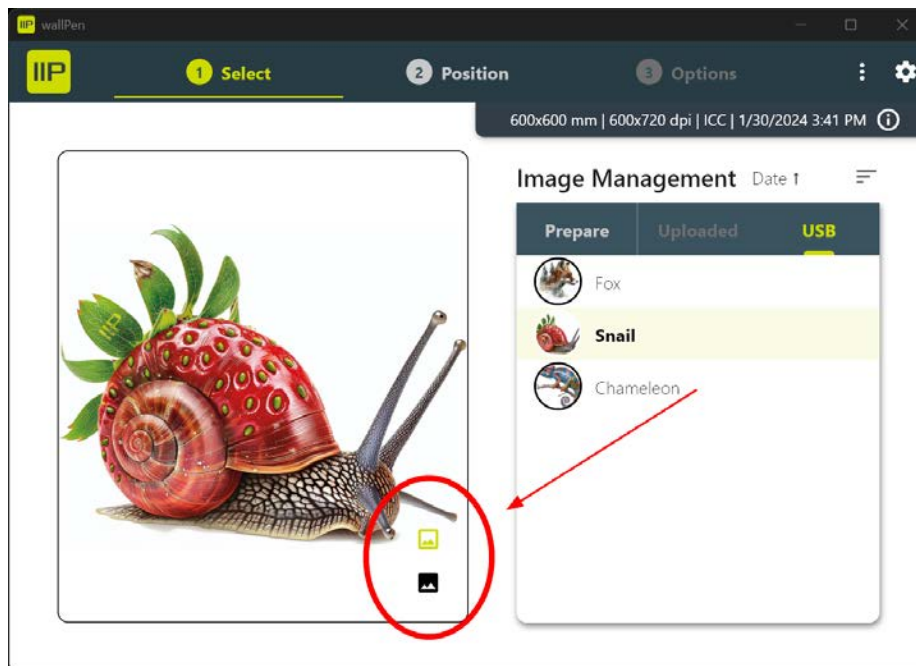 IIP wallPen
IIP
1 Select
2 Position
3 Options
600x600 mm | 600x720 dpi | ICC | 1/30/2024 3:41 PM
Image Management Date ↑
Prepare Uploaded USB
Fox
Snail
Chameleon
IIP